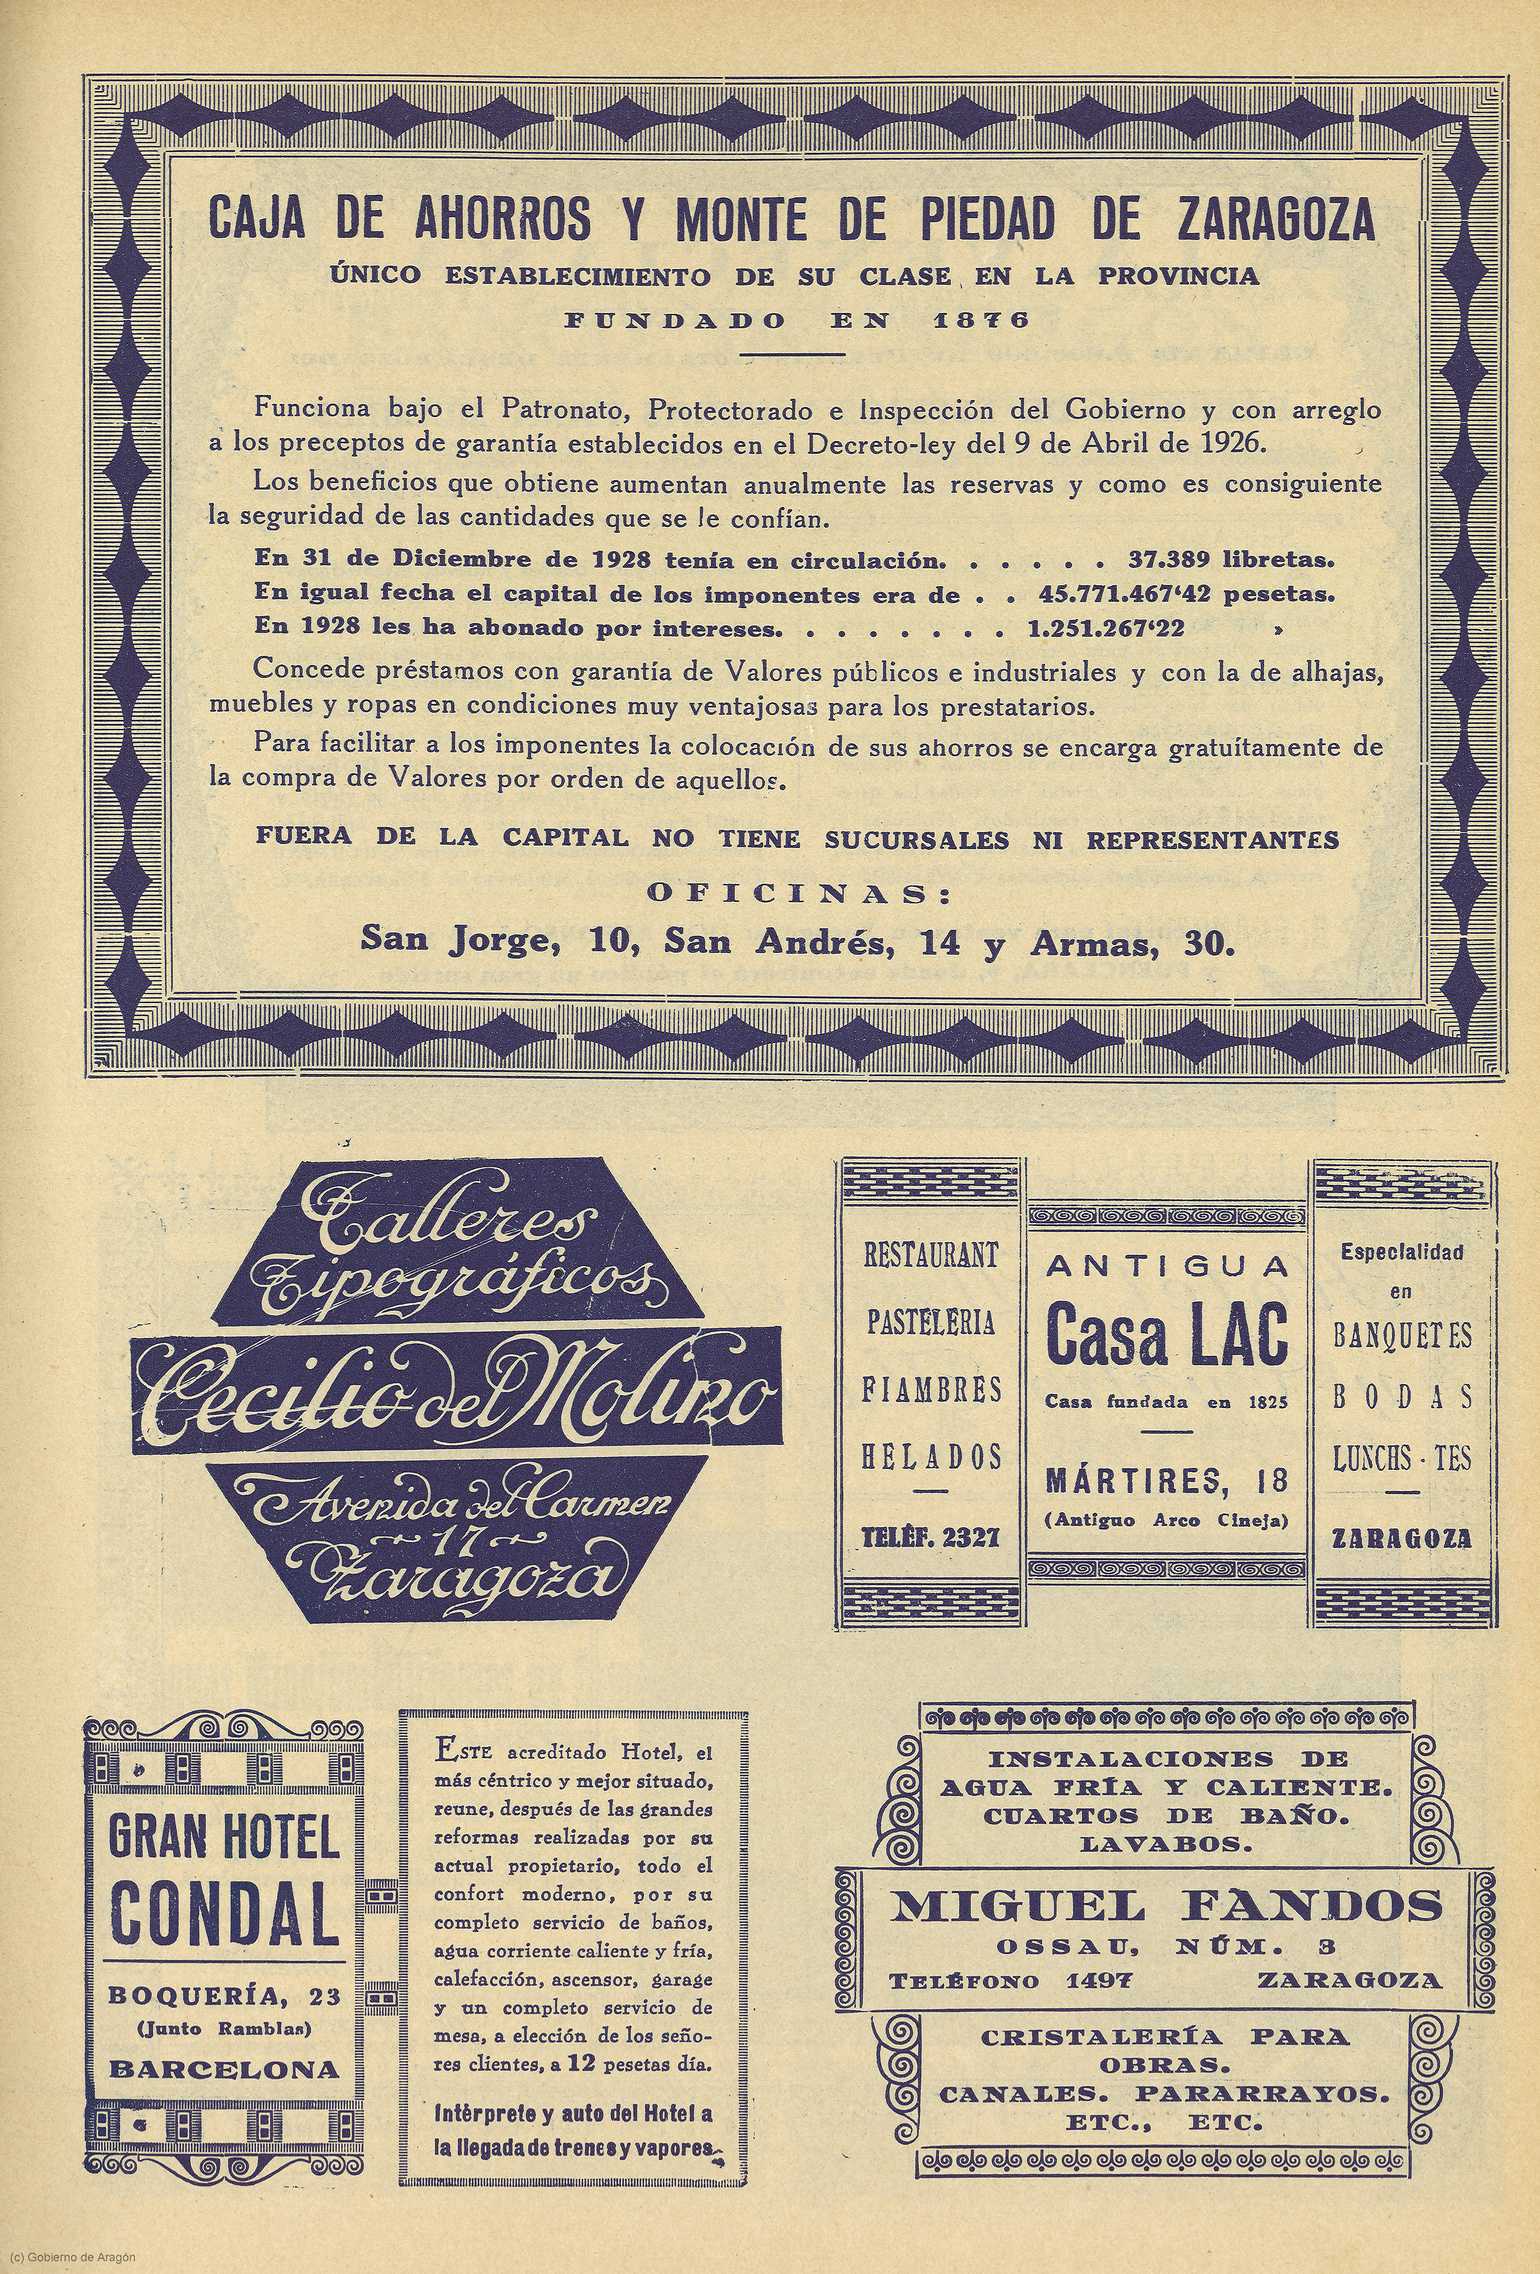 CAJA DE AHORROS Y MONTE DE PIEDAD DE ZARAGOZA
ÚNICO ESTABLECIMIENTO DE SU CLASE EN LA PROVINCIA
FUNDADO EN 1876
Funciona bajo el Patronato, Protectorado e Inspección del Gobierno y con arreglo
a los preceptos de garantía establecidos en el Decreto-ley del 9 de Abril de 1926.
Los beneficios que obtiene aumentan anualmente las reservas y como es consiguiente
la seguridad de las cantidades que se le confían.
En 31 de Diciembre de 1928 tenía en circulación. . . . . . 37.389 libretas.
En igual fecha el capital de los imponentes era de . . 45.771.467‘42 pesetas.
En 1928 les ha abonado por intereses. . . . . . . . 1.251.267‘22 »
Concede préstamos con garantía de Valores públicos e industriales y con la de alhajas,
muebles y ropas en condiciones muy ventajosas para los prestatarios.
Para facilitar a los imponentes la colocación de sus ahorros se encarga gratuítamente de
la compra de Valores por orden de aquellos.
FUERA DE LA CAPITAL NO TIENE SUCURSALES NI REPRESENTANTES
OFICINAS:
San Jorge, 10, San Andrés, 14 y Armas, 30.
Talleres
Tipográficos
Cecilio del Molino
Avenida del Carmen
17
Zaragoza
RESTAURANT
PASTELERIA
FIAMBRES
HELADOS
TELÉF. 2327
ANTIGUA
Casa LAC
Casa fundada en 1825
MÁRTIRES, 18
(Antiguo Arco Cineja)
Especialidad
en
BANQUETES
BODAS
LUNCHS - TES
ZARAGOZA
GRAN HOTEL
CONDAL
BOQUERÍA, 23
(Junto Ramblas)
BARCELONA
ESTE acreditado Hotel, el
más céntrico y mejor situado,
reune, después de las grandes
reformas realizadas por su
actual propietario, todo el
confort moderno, por su
completo servicio de baños,
agua corriente caliente y fría,
calefacción, ascensor, garage
y un completo servicio de
mesa, a elección de los seño-
res clientes, a 12 pesetas día.
Intérprete y auto del Hotel a
la llegada de trenes y vapores
INSTALACIONES DE
AGUA FRÍA Y CALIENTE.
CUARTOS DE BAÑO.
LAVABOS.
MIGUEL FANDOS
OSSAU, NÚM. 3
TELÉFONO 1497 ZARAGOZA
CRISTALERÍA PARA
OBRAS.
CANALES. PARARRAYOS.
ETC., ETC.
(c) Gobierno de Aragón